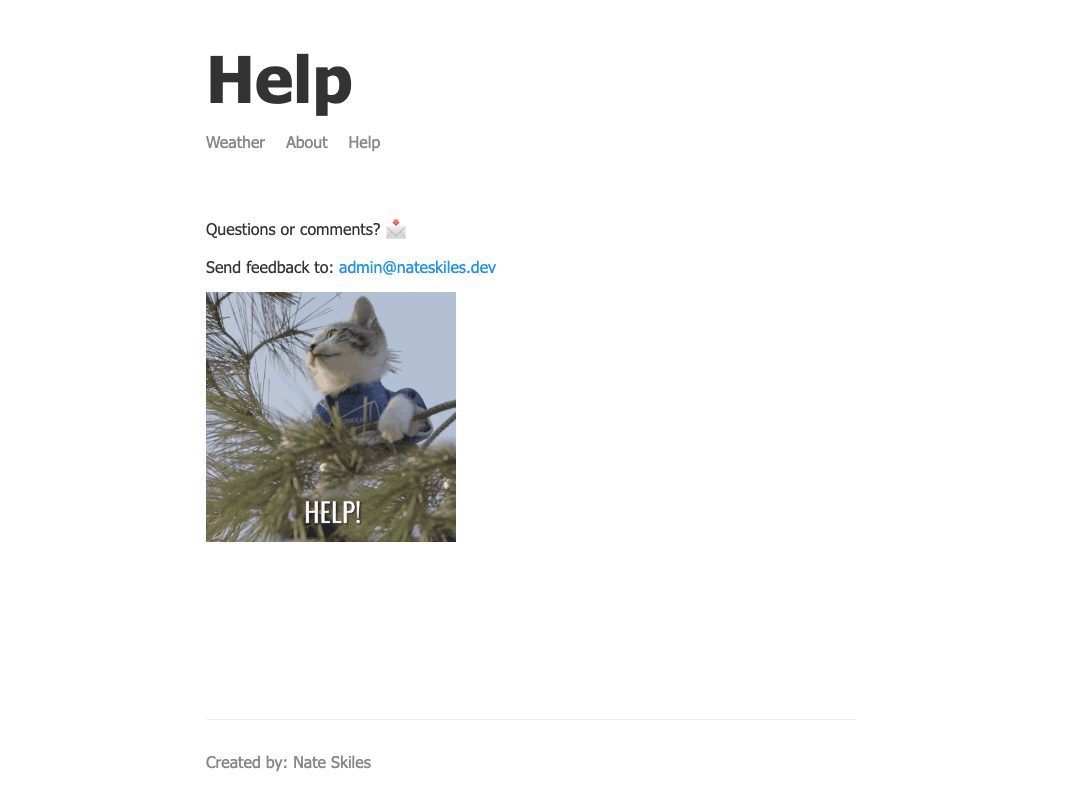 Help
Weather About Help
Questions or comments? 📩
Send feedback to: admin@nateskiles.dev
HELP!
Created by: Nate Skiles